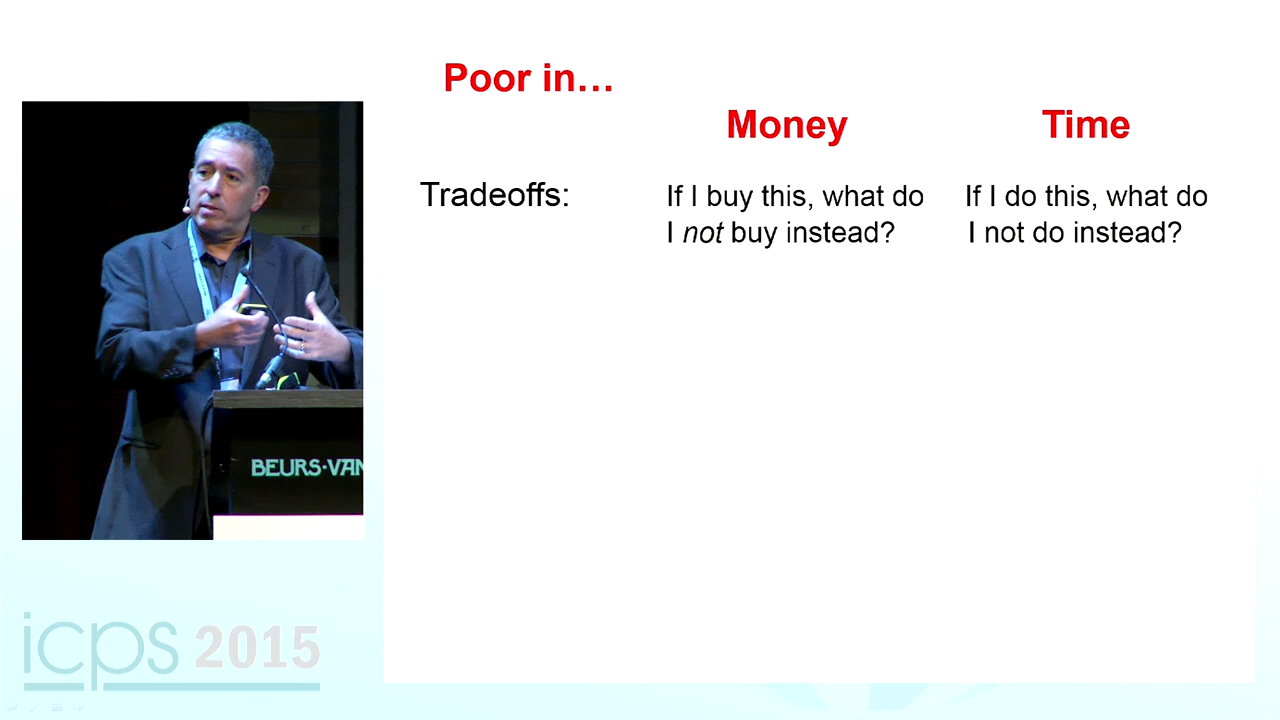 Poor in…
Money
Time
Tradeoffs:
If I buy this, what do
I not buy instead?
If I do this, what do
I not do instead?
BEURS·VAN
icps 2015